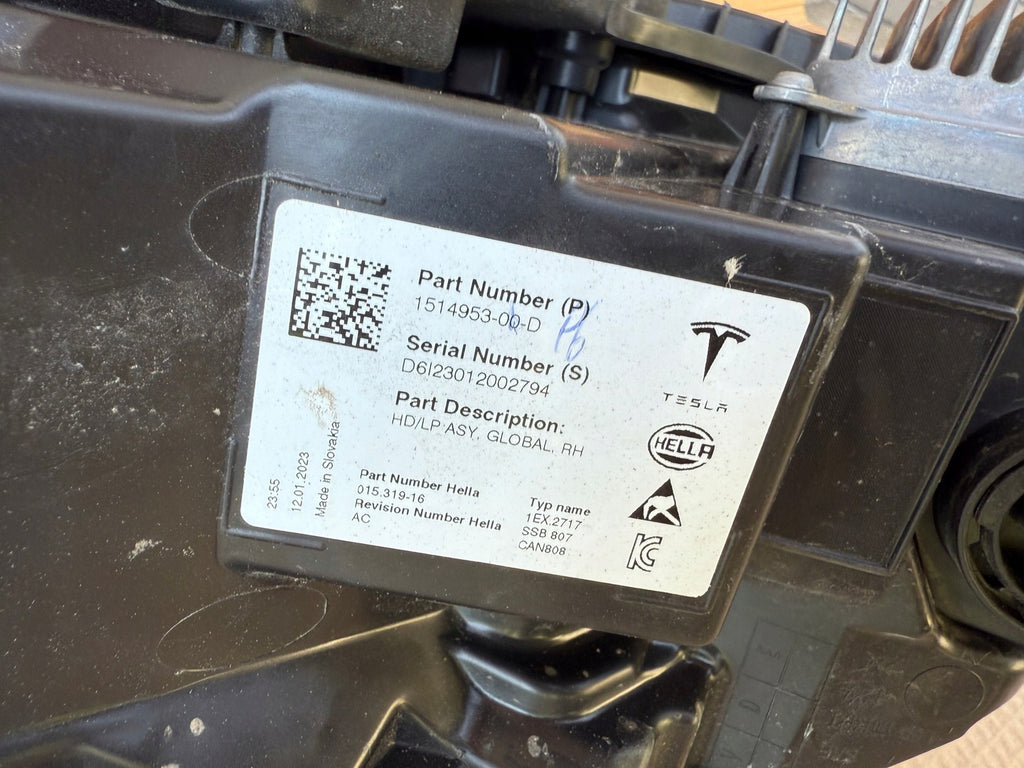 Part Number (P)
1514953-00-D
Serial Number (S)
D6I23012002794
Part Description:
HD/LP ASY, GLOBAL, RH
23:55
12.01.2023
Made in Slovakia
Part Number Hella
015.319-16
Revision Number Hella
AC
Typ name
1EX.2717
SSB 807
CAN808
TESLA
HELLA